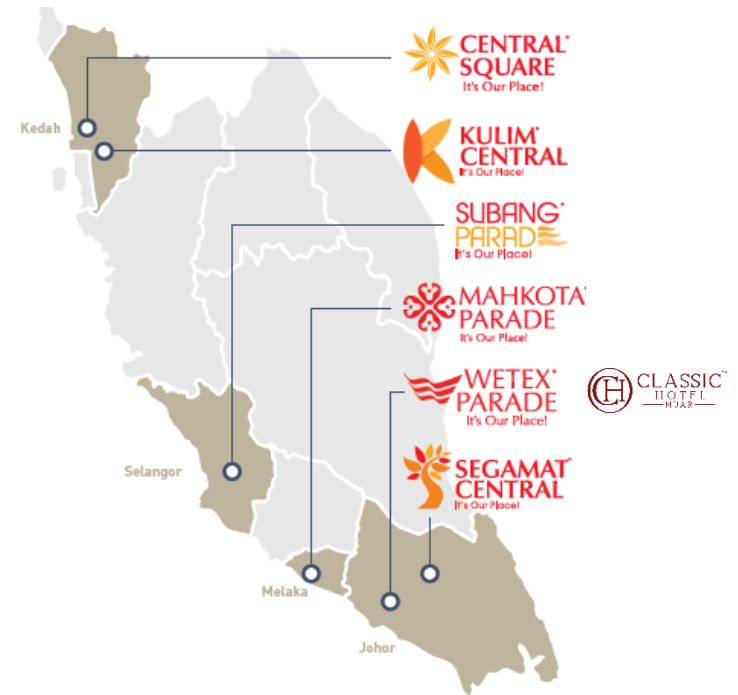 CENTRAL
SQUARE
It's Our Place!
Kedah
KULIM
CENTRAL
It's Our Place!
SUBANG
PARADE
It's Our Place!
MAHKOTA
PARADE
It's Our Place!
WETEX
PARADE
It's Our Place!
CLASSIC
HOTEL
MUAR
Selangor
SEGAMAT
CENTRAL
It's Our Place!
Melaka
Johor